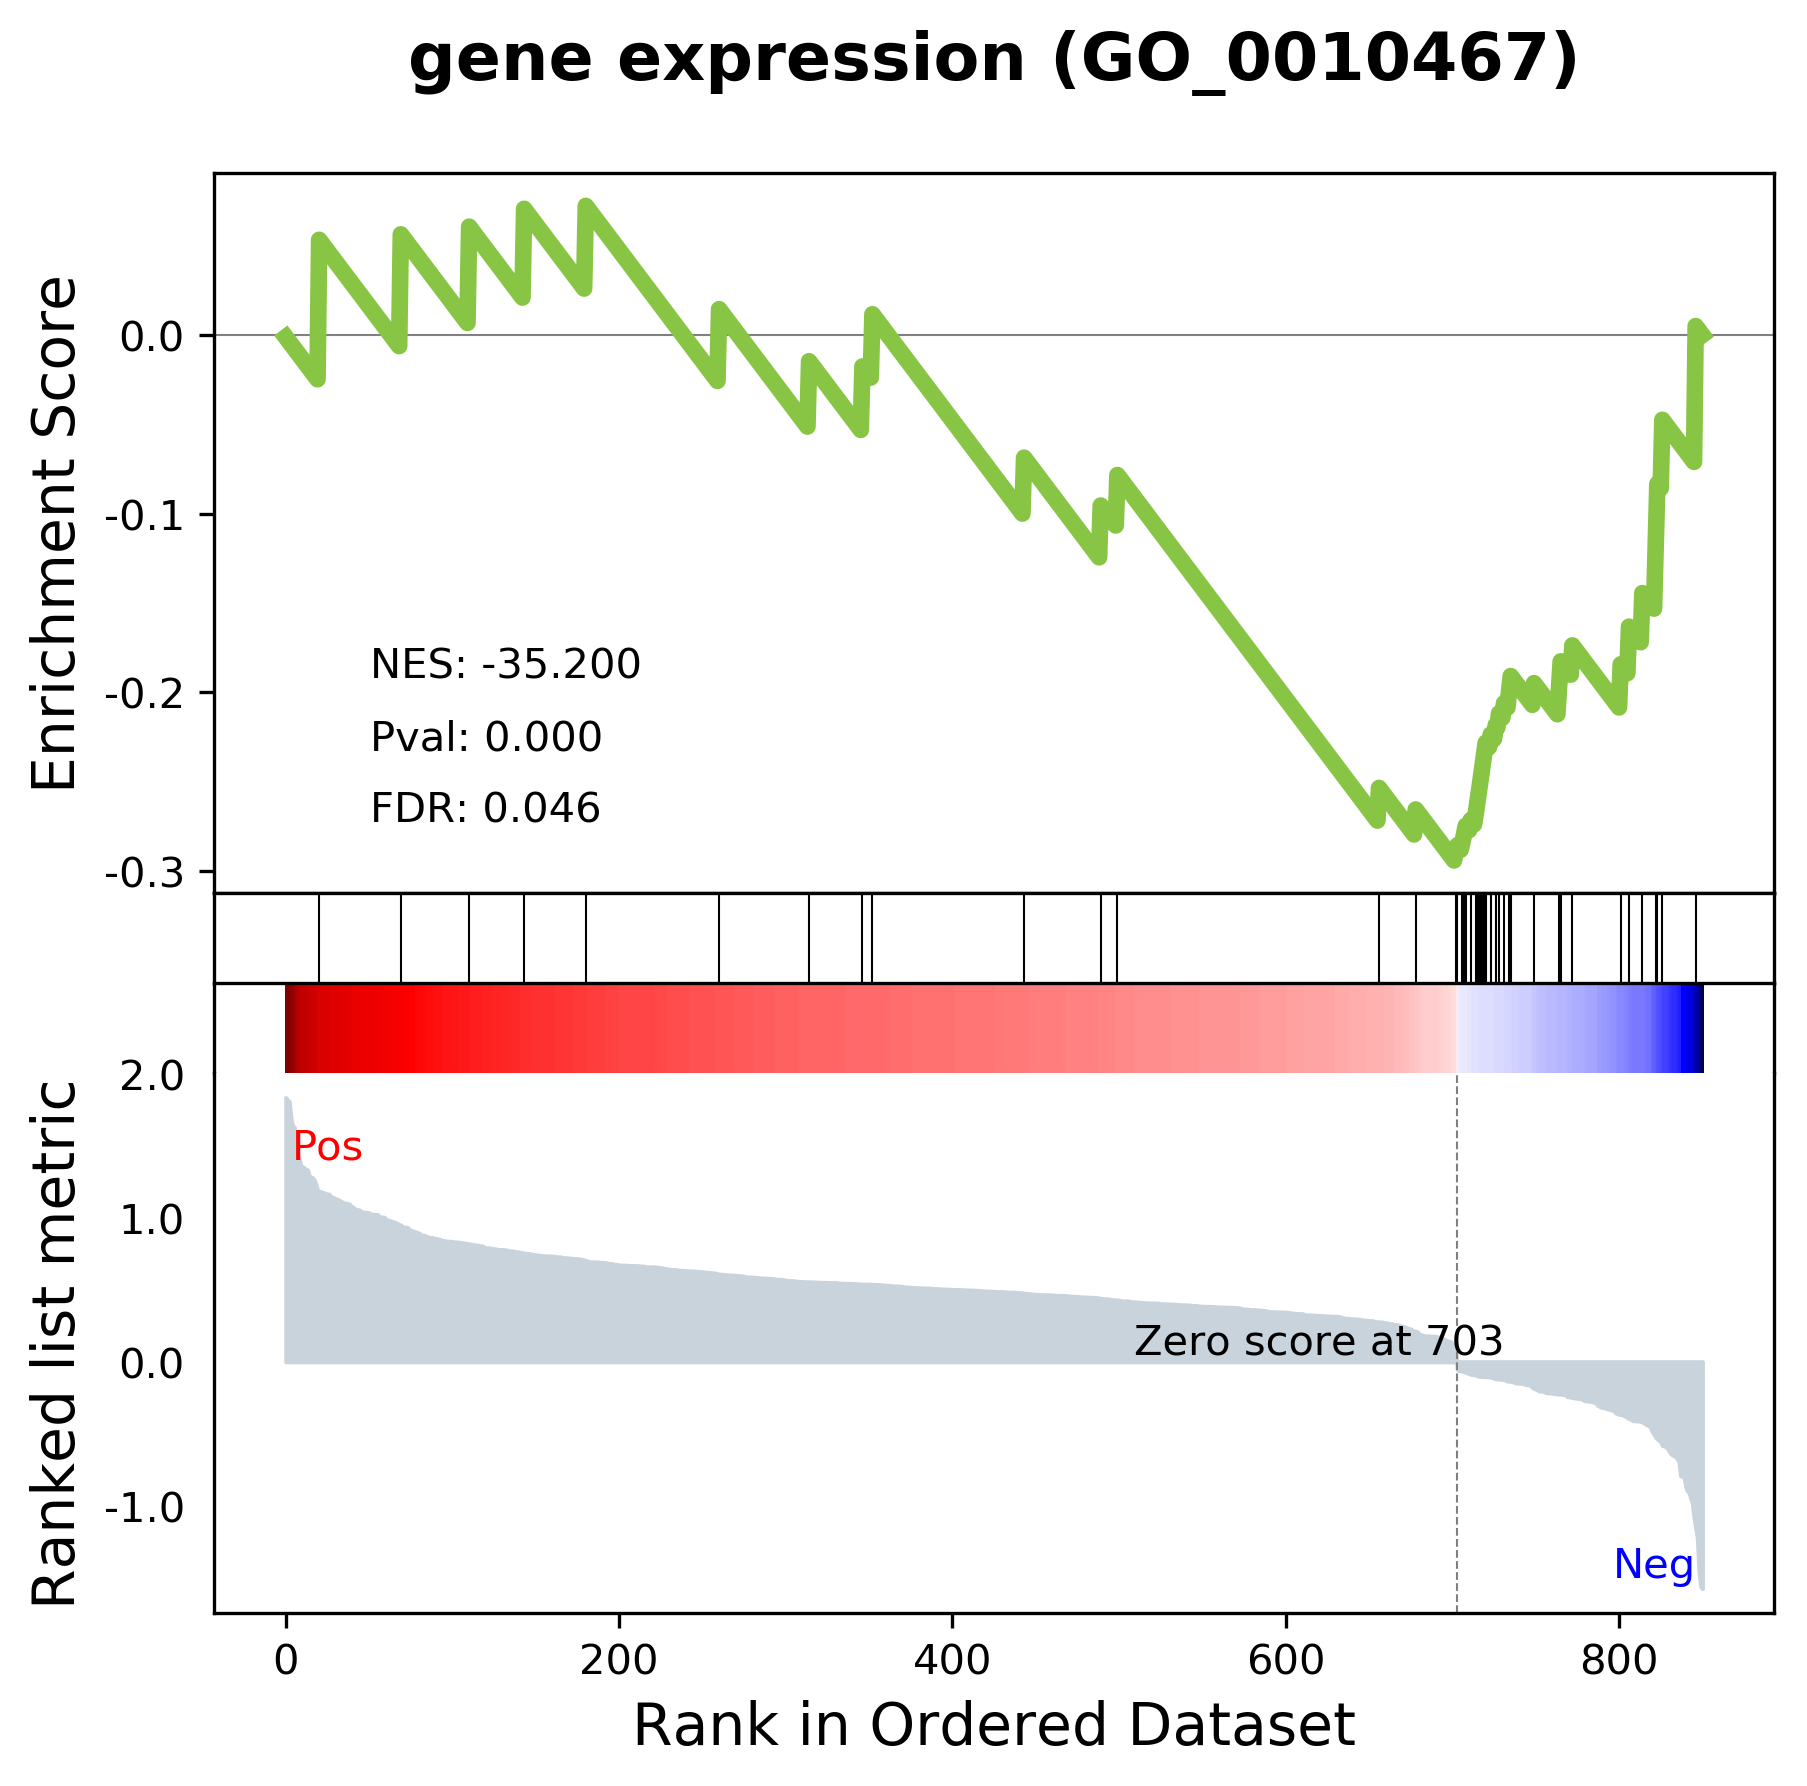 gene expression (GO_0010467)
Enrichment Score
0.0
-0.1
-0.2
-0.3
NES: -35.200
Pval: 0.000
FDR: 0.046
Ranked list metric
2.0
1.0
0.0
-1.0
Pos
Zero score at 703
Neg
0 200 400 600 800
Rank in Ordered Dataset